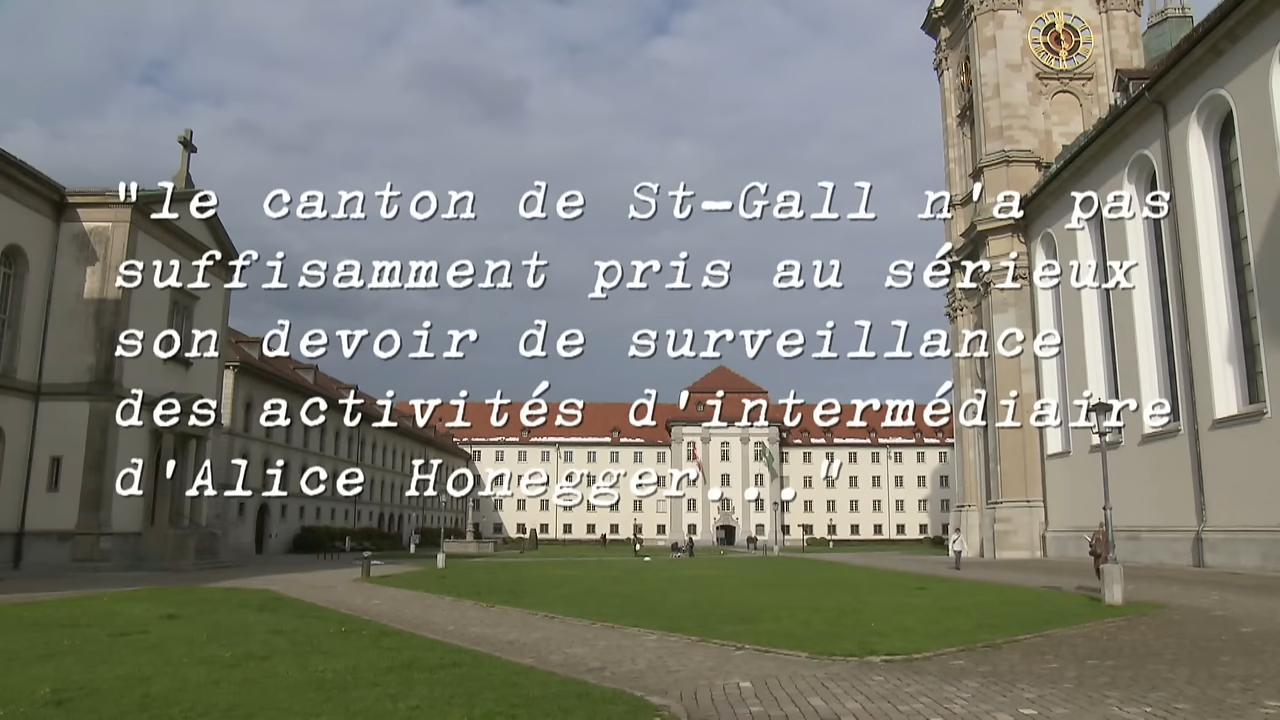 "le canton de St-Gall n'a pas
suffisamment pris au sérieux
son devoir de surveillance
des activités d'intermédiaire
d'Alice Honegger..."